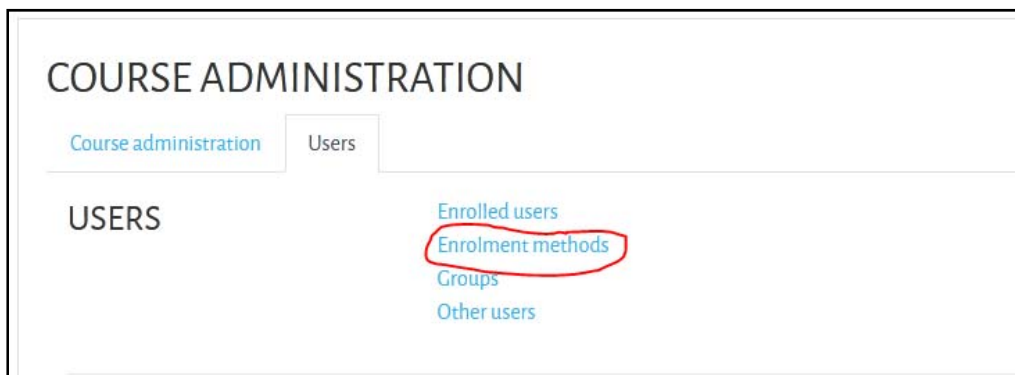 COURSE ADMINISTRATION
Course administration Users
USERS Enrolled users
Enrolment methods
Groups
Other users